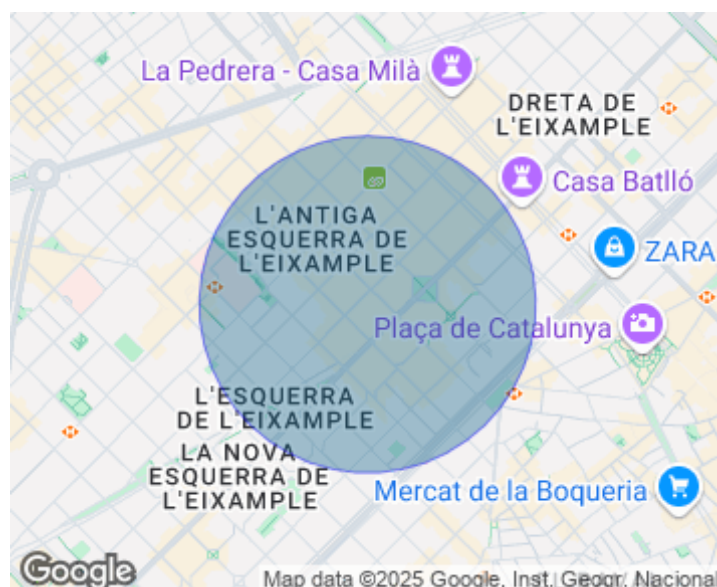 La Pedrera - Casa Milà
DRETA DE
L'EIXAMPLE
Casa Batlló
L'ANTIGA
ESQUERRA DE
L'EIXAMPLE
ZARA
Plaça de Catalunya
L'ESQUERRA
DE L'EIXAMPLE
LA NOVA
ESQUERRA DE
L'EIXAMPLE
Mercat de la Boqueria
Google
Map data ©2025 Google, Inst. Geogr. Nacional